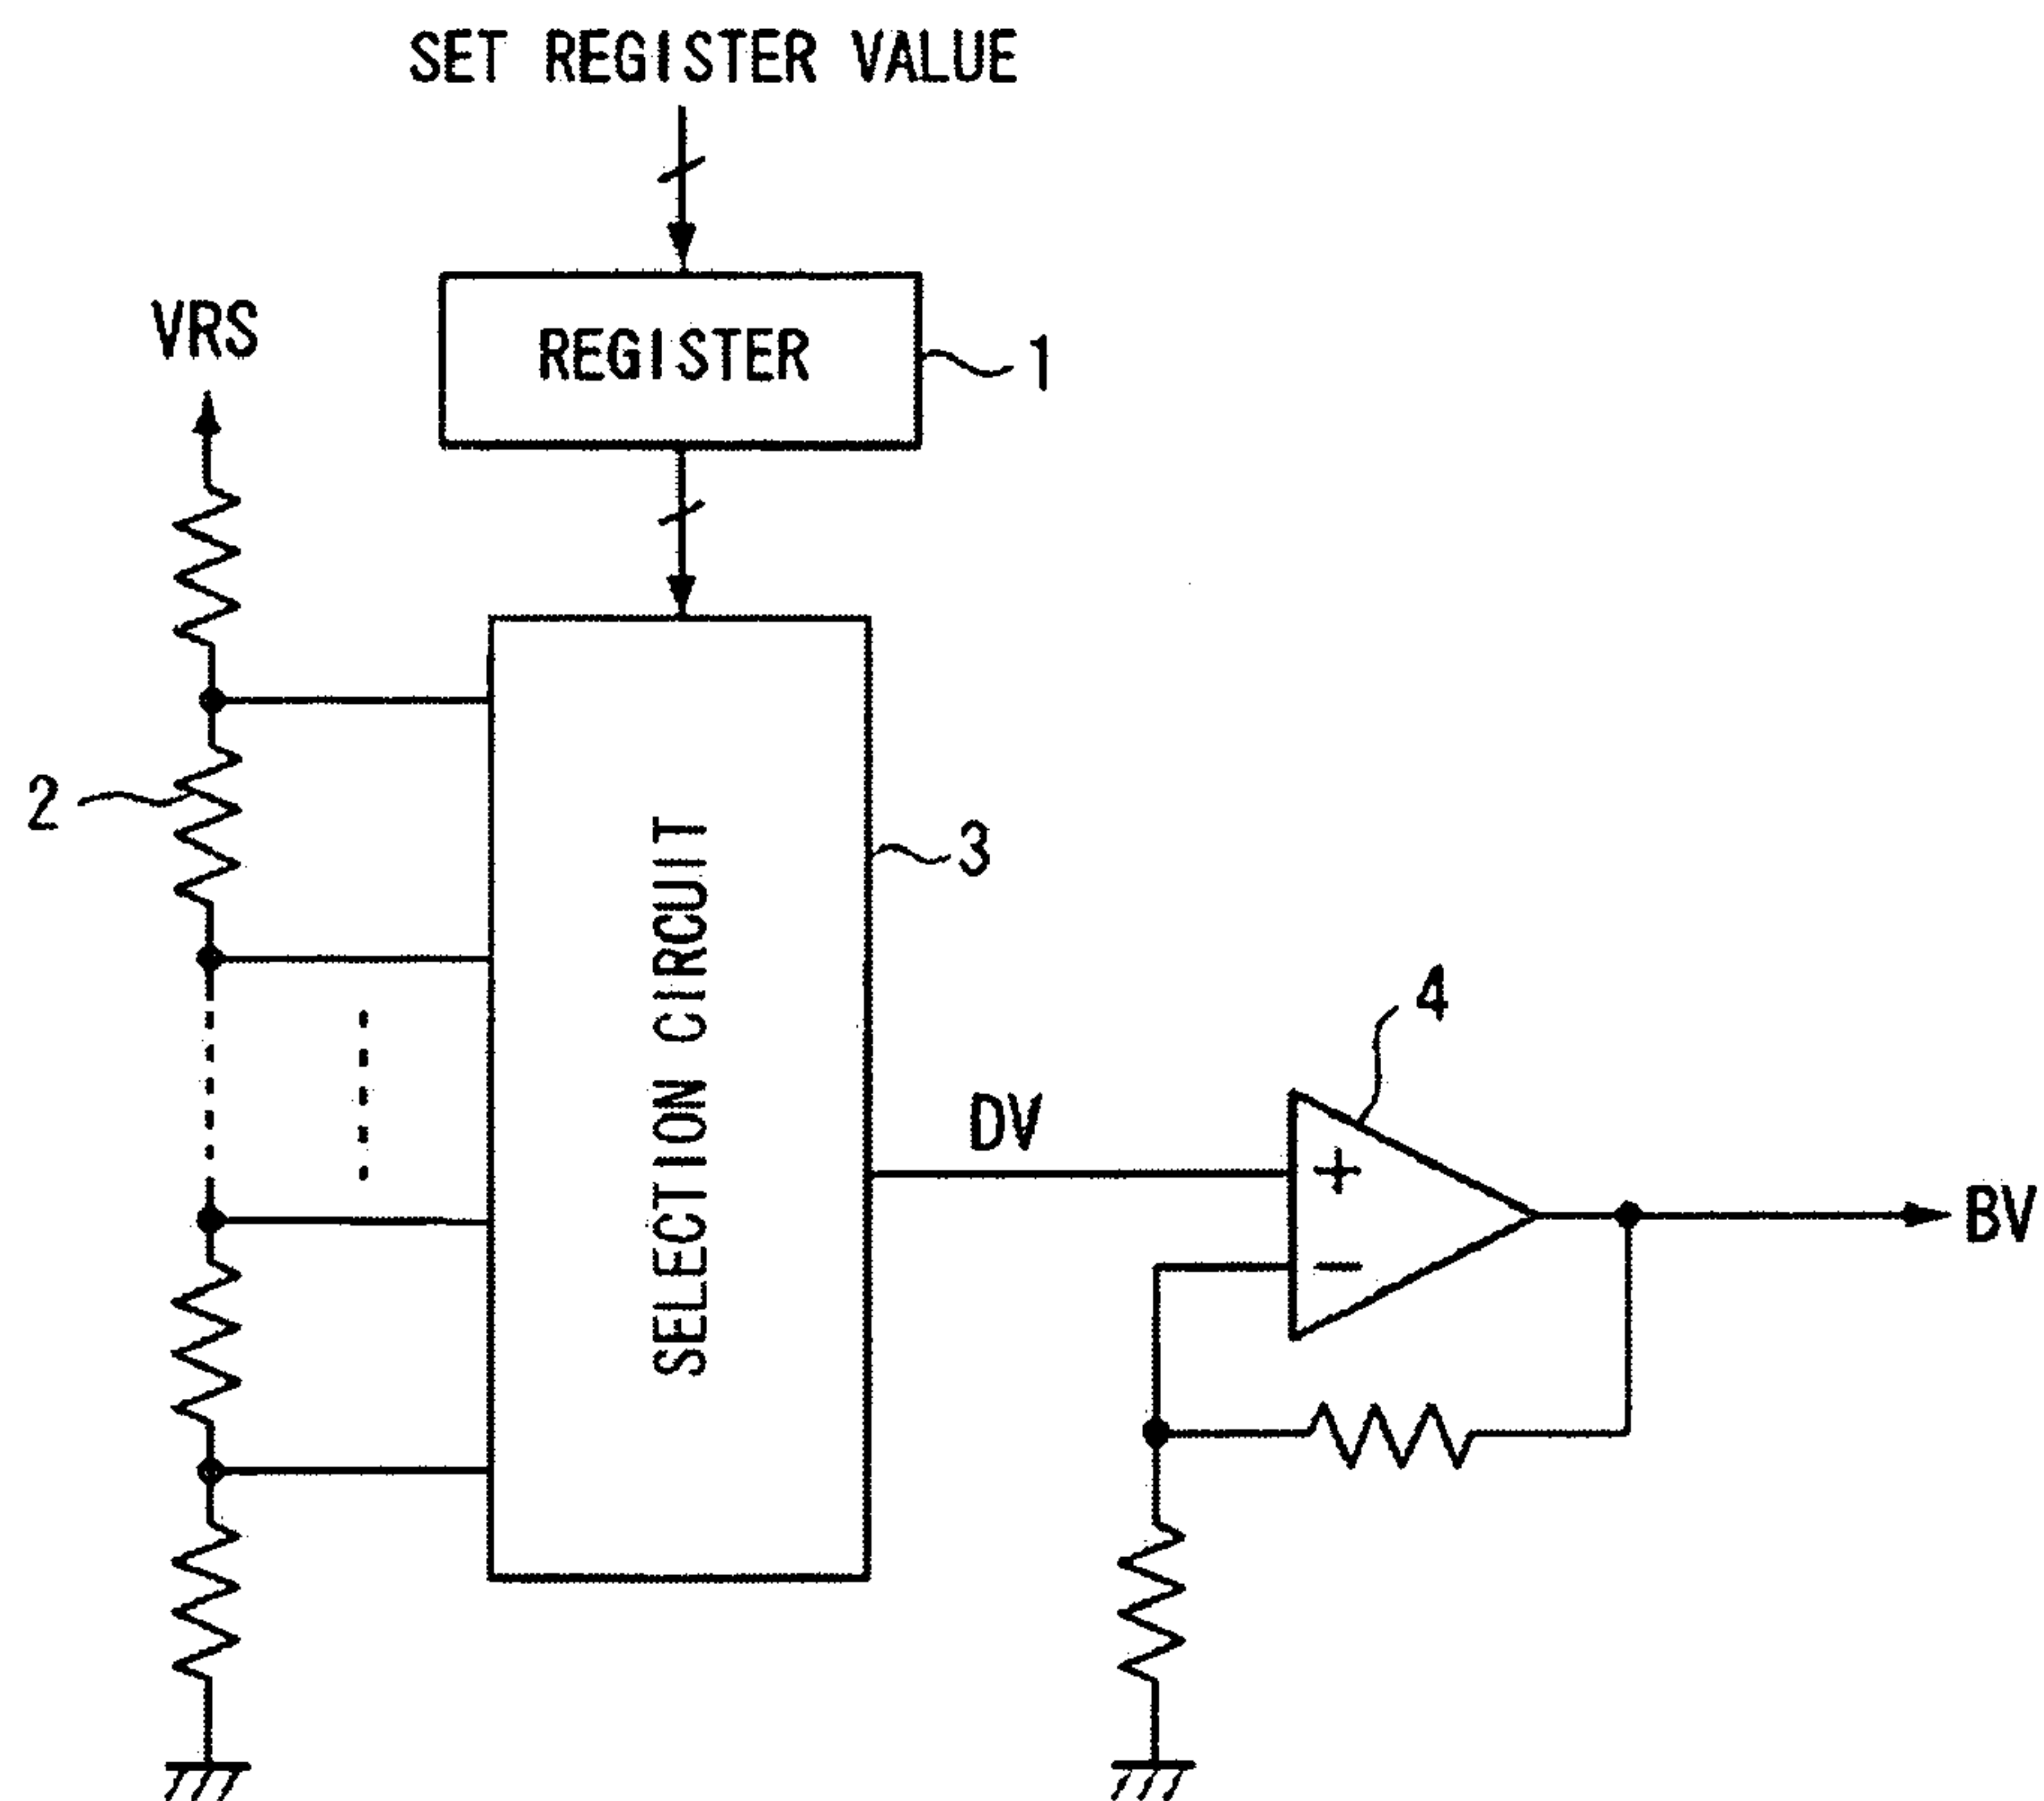 SET REGISTER VALUE
VRS
REGISTER
1
2
SELECTION CIRCUIT
3
4
DV
+
−
BV